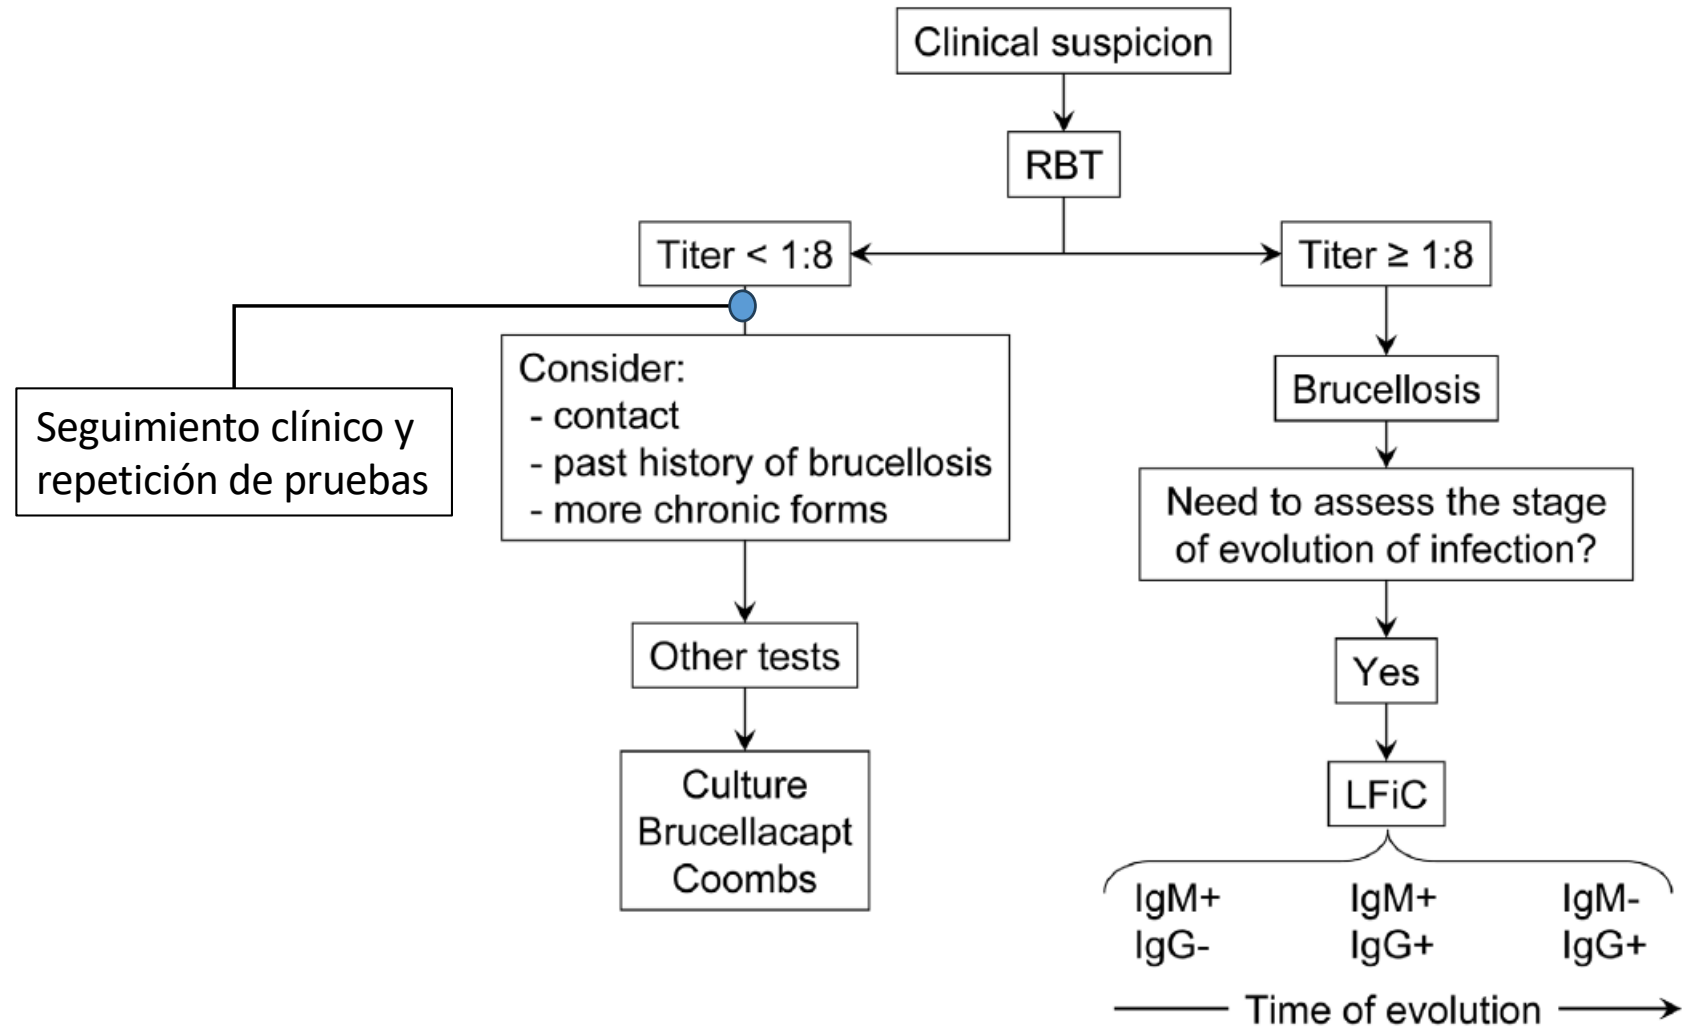 Clinical suspicion
RBT
Titer < 1:8
Titer ≥ 1:8
Seguimiento clínico y
repetición de pruebas
Consider:
- contact
- past history of brucellosis
- more chronic forms
Other tests
Culture
Brucellacapt
Coombs
Brucellosis
Need to assess the stage
of evolution of infection?
Yes
LFiC
IgM+ IgM+ IgM-
IgG- IgG+ IgG+
Time of evolution